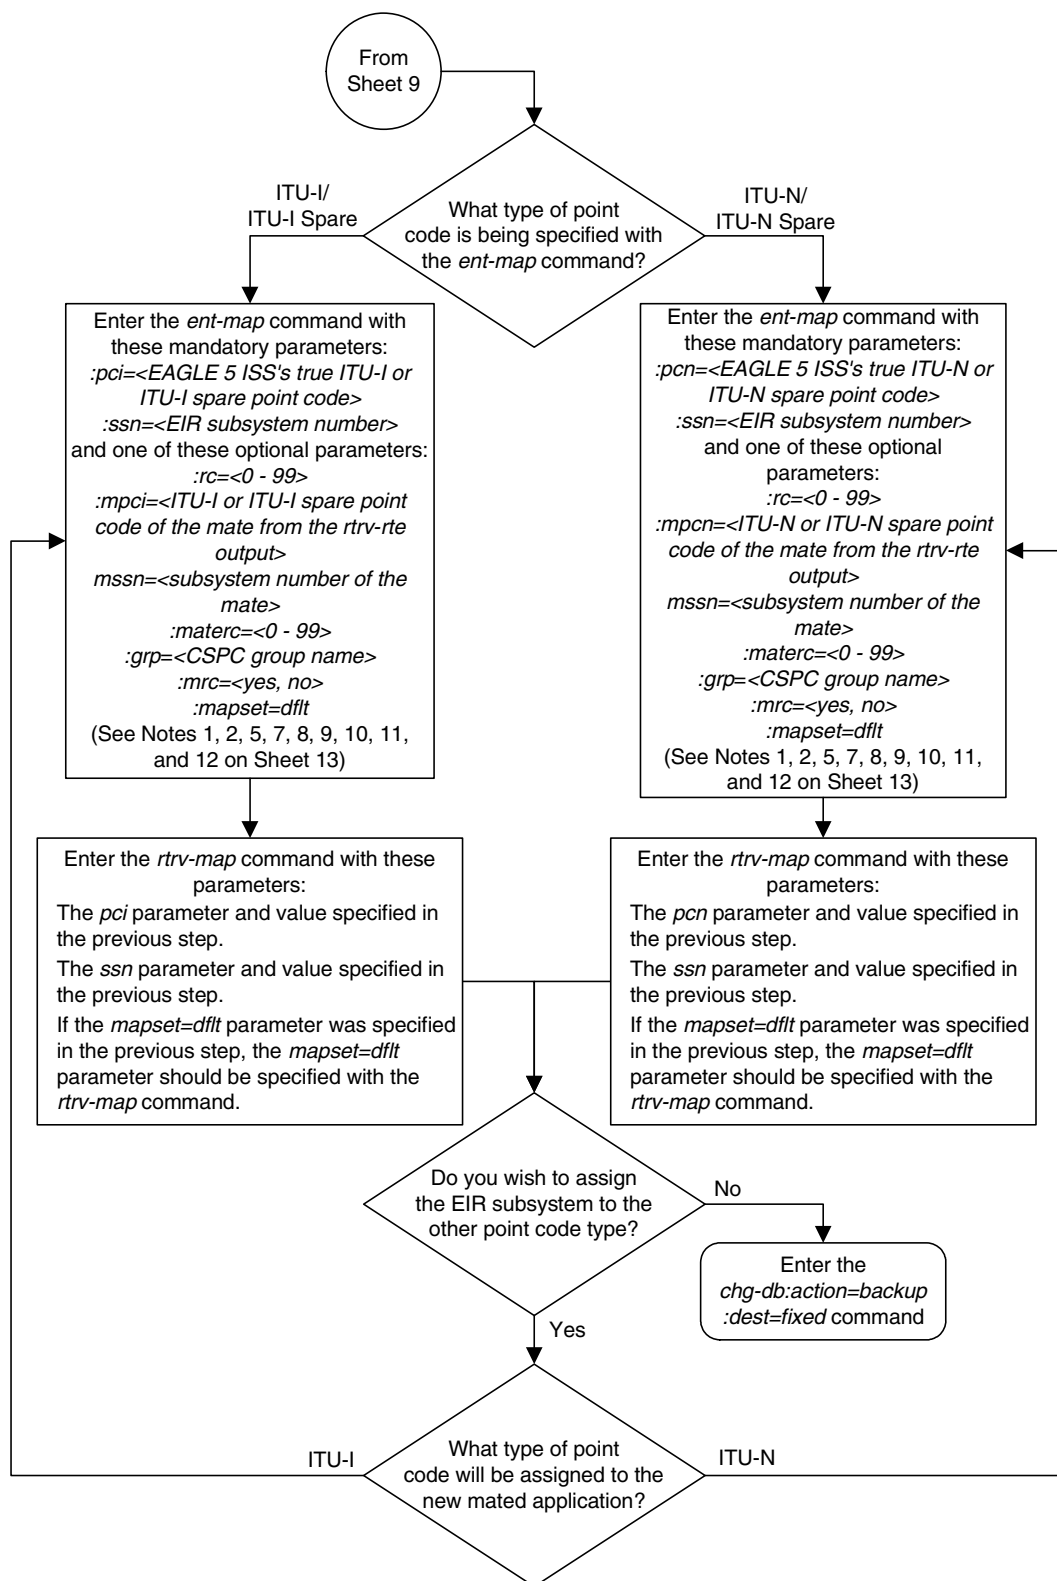 From
Sheet 9
What type of point
code is being specified with
the ent-map command?
ITU-I/
ITU-I Spare
ITU-N/
ITU-N Spare
Enter the ent-map command with
these mandatory parameters:
:pci=<EAGLE 5 ISS's true ITU-I or
ITU-I spare point code>
:ssn=<EIR subsystem number>
and one of these optional parameters:
:rc=<0 - 99>
:mpci=<ITU-I or ITU-I spare point
code of the mate from the rtrv-rte
output>
mssn=<subsystem number of the
mate>
:materc=<0 - 99>
:grp=<CSPC group name>
:mrc=<yes, no>
:mapset=dflt
(See Notes 1, 2, 5, 7, 8, 9, 10, 11,
and 12 on Sheet 13)
Enter the ent-map command with
these mandatory parameters:
:pcn=<EAGLE 5 ISS's true ITU-N or
ITU-N spare point code>
:ssn=<EIR subsystem number>
and one of these optional
parameters:
:rc=<0 - 99>
:mpcn=<ITU-N or ITU-N spare point
code of the mate from the rtrv-rte
output>
mssn=<subsystem number of the
mate>
:materc=<0 - 99>
:grp=<CSPC group name>
:mrc=<yes, no>
:mapset=dflt
(See Notes 1, 2, 5, 7, 8, 9, 10, 11,
and 12 on Sheet 13)
Enter the rtrv-map command with these
parameters:
The pci parameter and value specified in
the previous step.
The ssn parameter and value specified in
the previous step.
If the mapset=dflt parameter was specified
in the previous step, the mapset=dflt
parameter should be specified with the
rtrv-map command.
Enter the rtrv-map command with these
parameters:
The pcn parameter and value specified in
the previous step.
The ssn parameter and value specified in
the previous step.
If the mapset=dflt parameter was specified
in the previous step, the mapset=dflt
parameter should be specified with the
rtrv-map command.
Do you wish to assign
the EIR subsystem to the
other point code type?
No
Enter the
chg-db:action=backup
:dest=fixed command
Yes
What type of point
code will be assigned to the
new mated application?
ITU-I
ITU-N